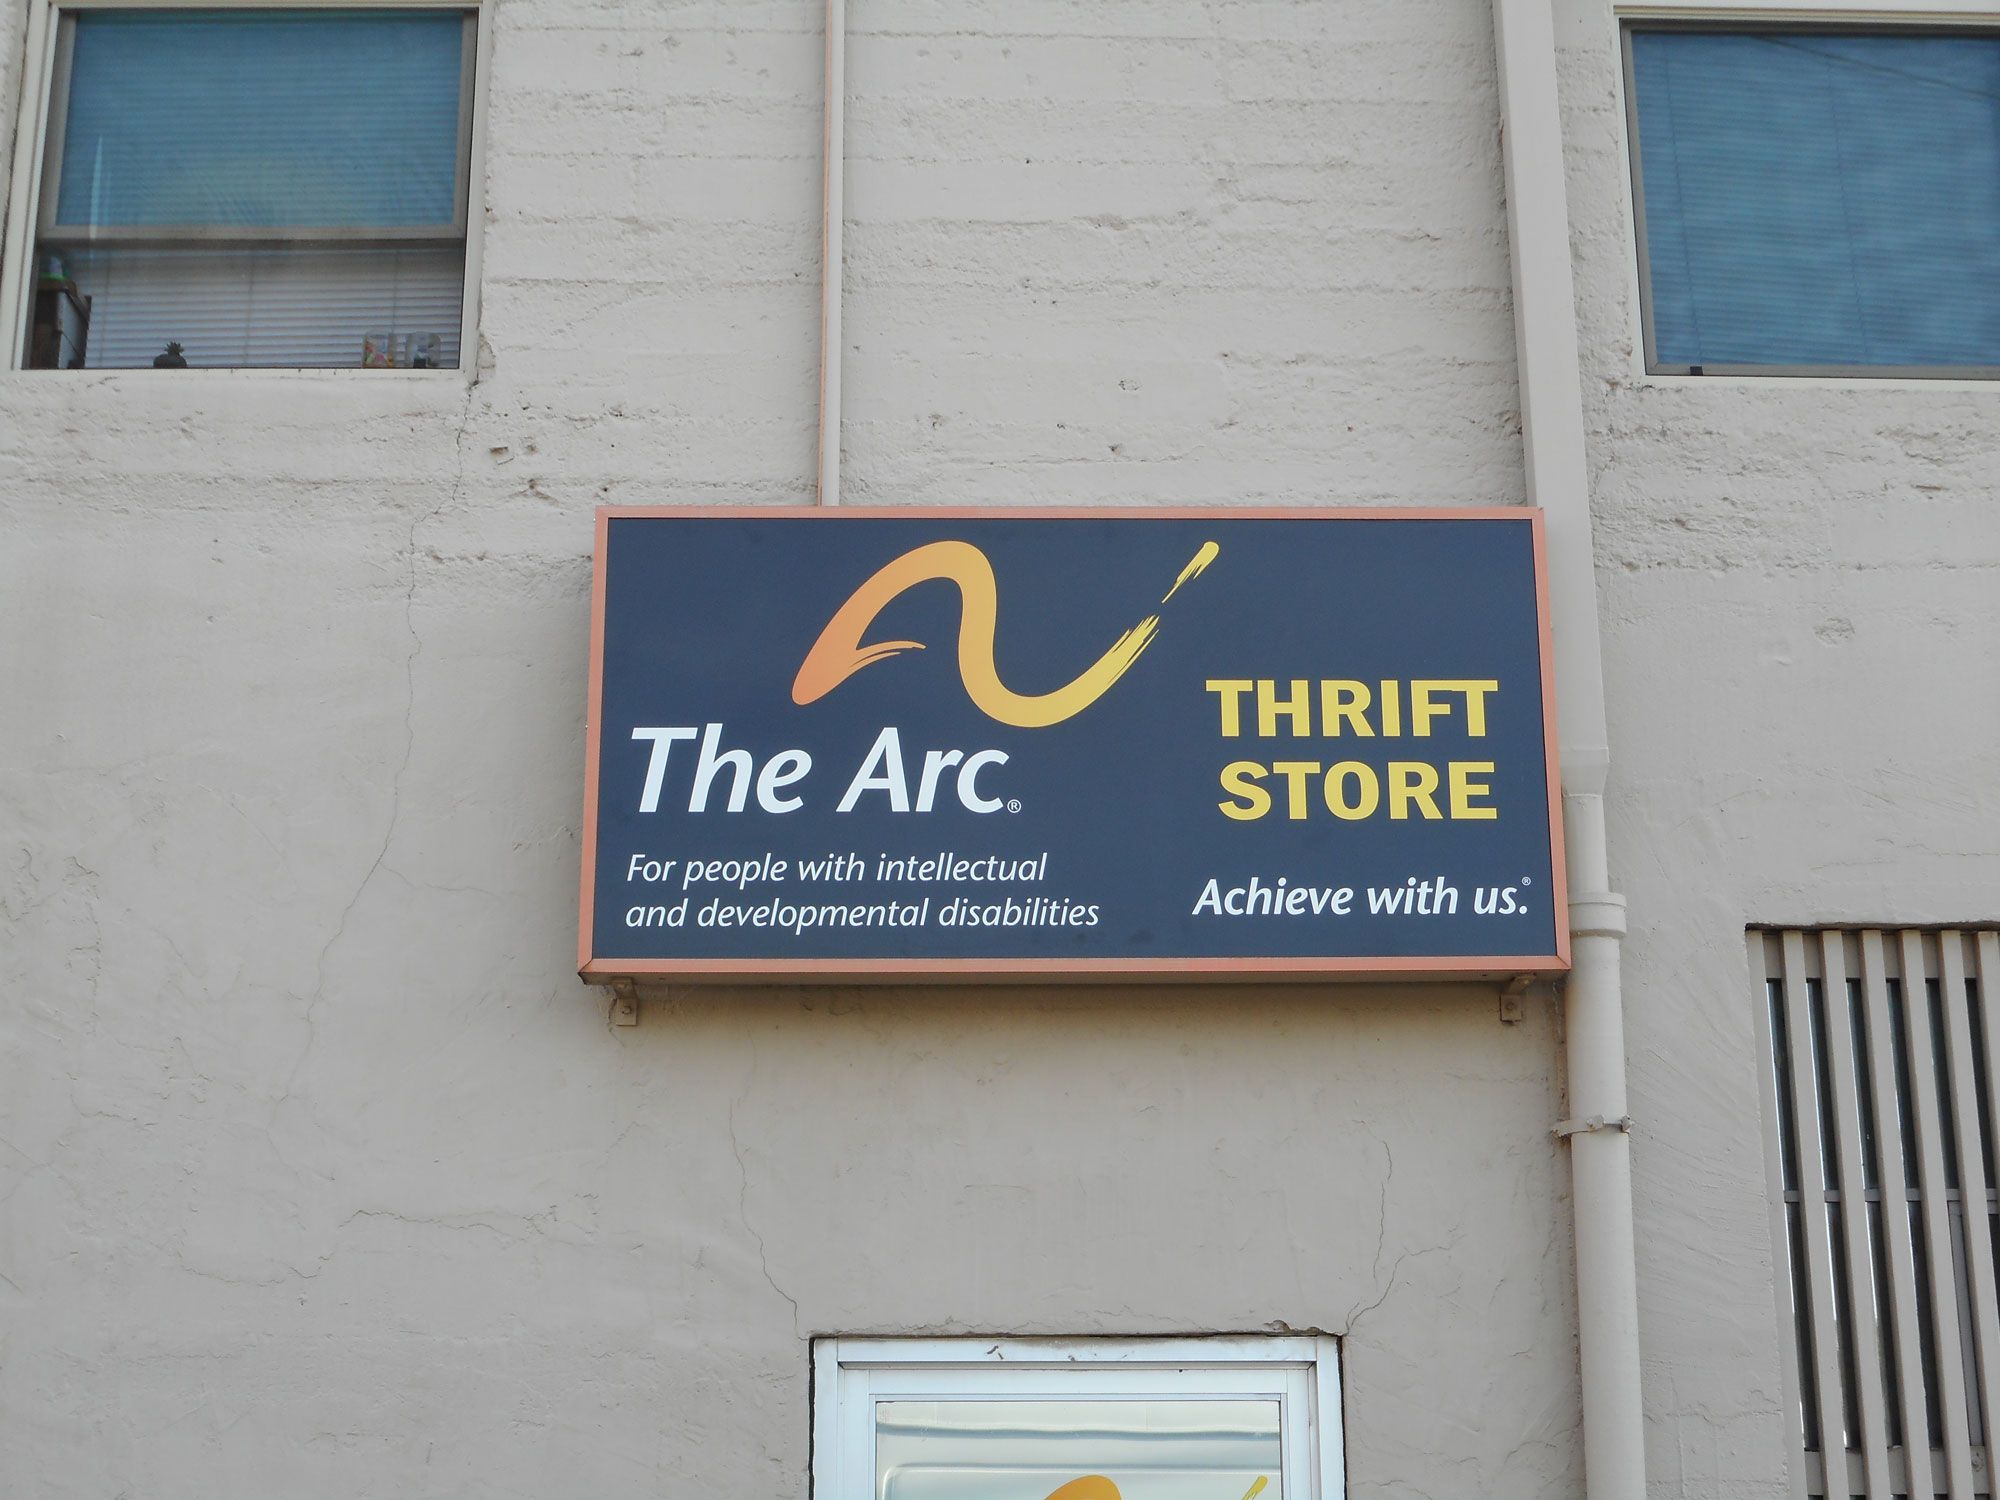 The Arc®
For people with intellectual
and developmental disabilities
THRIFT
STORE
Achieve with us.®